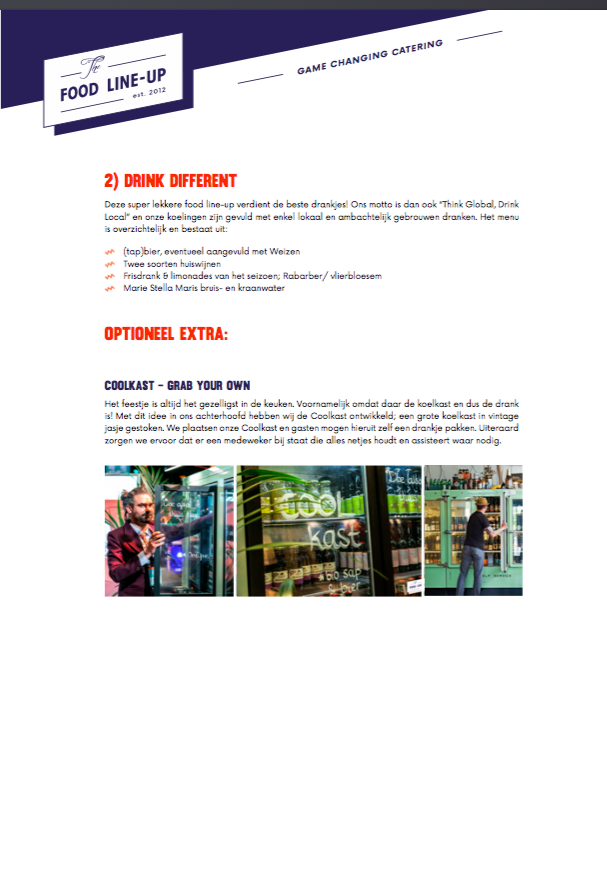 The
FOOD LINE-UP
est. 2012
GAME CHANGING CATERING
2) DRINK DIFFERENT
Deze super lekkere food line-up verdient de beste drankjes! Ons motto is dan ook "Think Global, Drink
Local" en onze koelingen zijn gevuld met enkel lokaal en ambachtelijk gebrouwen dranken. Het menu
is overzichtelijk en bestaat uit:
(tap)bier, eventueel aangevuld met Weizen
Twee soorten huiswijnen
Frisdrank & limonades van het seizoen; Rabarber/ vlierbloesem
Marie Stella Maris bruis- en kraanwater
OPTIONEEL EXTRA:
COOLKAST – GRAB YOUR OWN
Het feestje is altijd het gezelligst in de keuken. Voornamelijk omdat daar de koelkast en dus de drank
is! Met dit idee in ons achterhoofd hebben wij de Coolkast ontwikkeld; een grote koelkast in vintage
jasje gestoken. We plaatsen onze Coolkast en gasten mogen hieruit zelf een drankje pakken. Uiteraard
zorgen we ervoor dat er een medeweker bij staat die alles netjes houdt en assisteert waar nodig.
Cool
kast